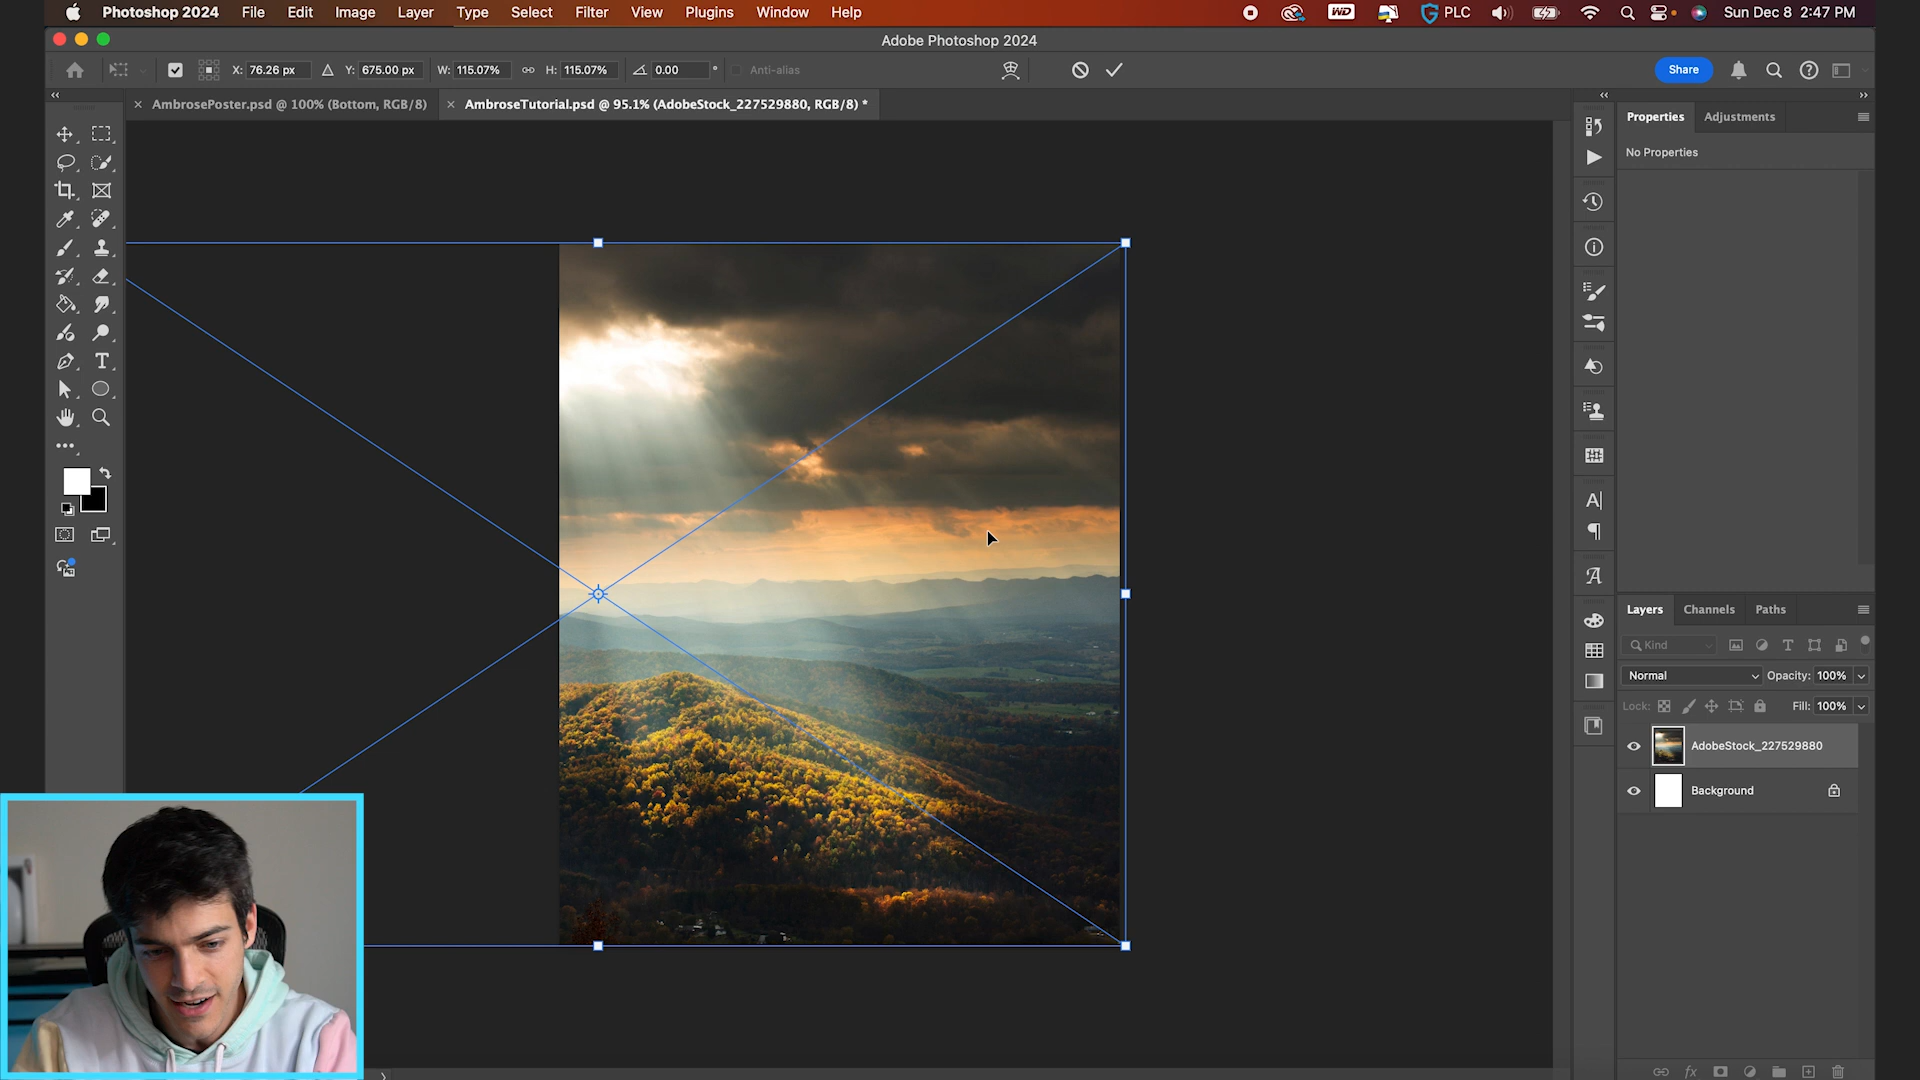 Photoshop 2024 File Edit Image Layer Type Select Filter View Plugins Window Help WD PLC Sun Dec 8 2:47 PM
Adobe Photoshop 2024
X: 76.26 px Y: 675.00 px W: 115.07% H: 115.07% 0.00 ° Anti-alias Share
AmbrosePoster.psd @ 100% (Bottom, RGB/8) AmbroseTutorial.psd @ 95.1% (AdobeStock_227529880, RGB/8) *
Properties Adjustments
No Properties
Layers Channels Paths
Kind
Normal Opacity: 100%
Lock: Fill: 100%
AdobeStock_227529880
Background